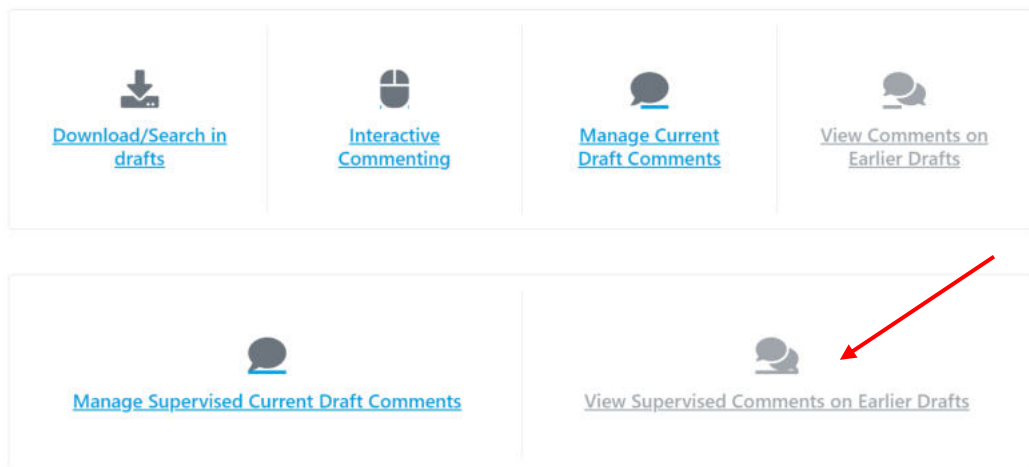 Download/Search in
drafts
Interactive
Commenting
Manage Current
Draft Comments
View Comments on
Earlier Drafts
Manage Supervised Current Draft Comments
View Supervised Comments on Earlier Drafts